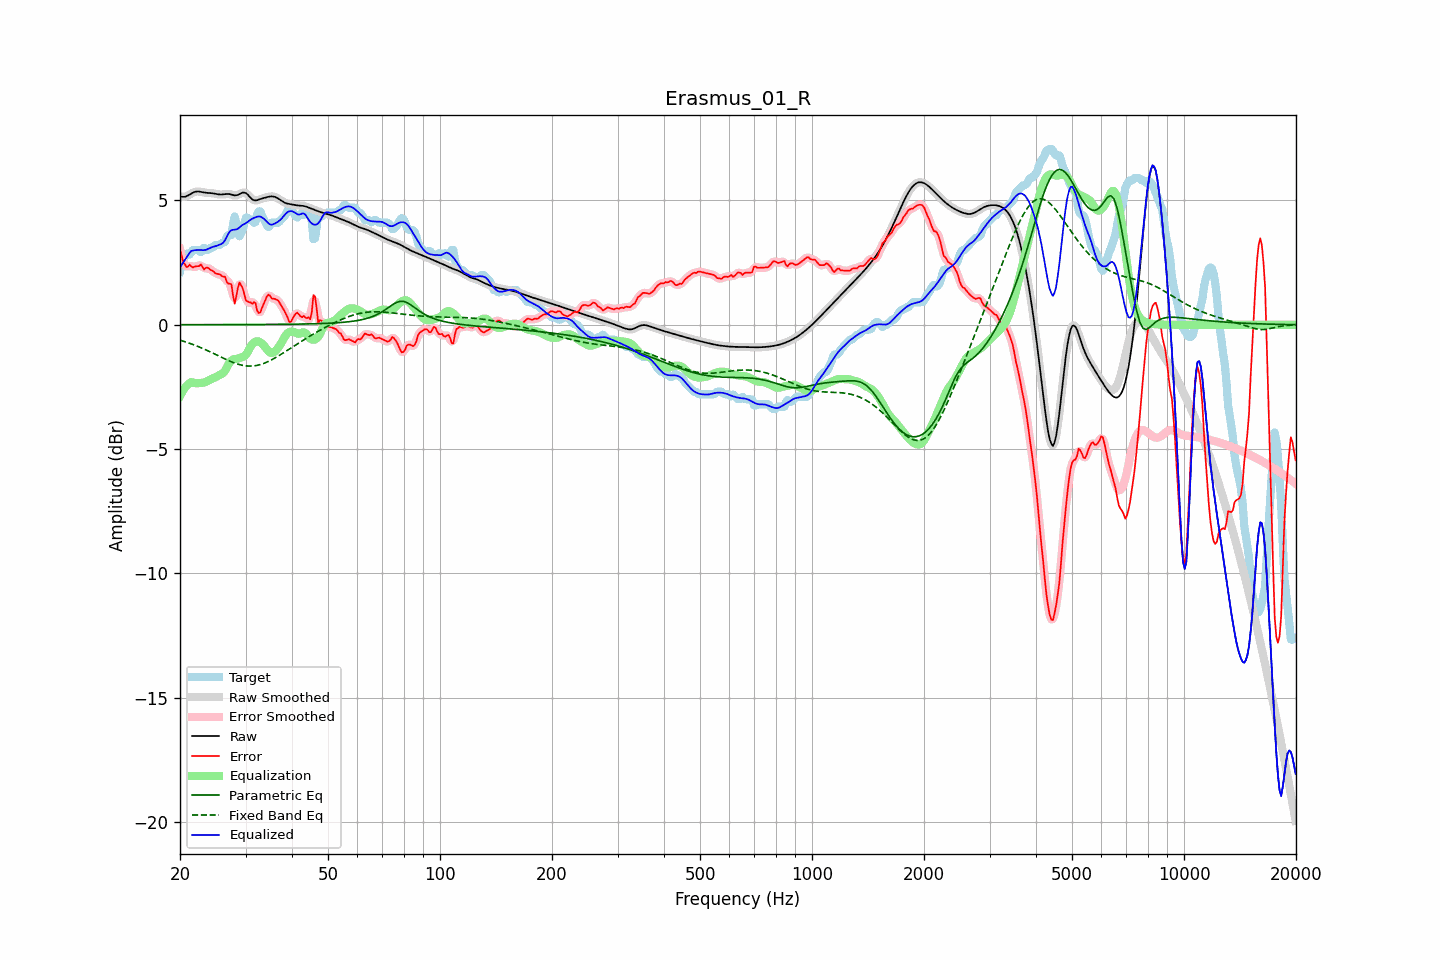 Erasmus_01_R
Amplitude (dBr)
5
0
−5
−10
−15
−20
Target
Raw Smoothed
Error Smoothed
Raw
Error
Equalization
Parametric Eq
Fixed Band Eq
Equalized
20 50 100 200 500 1000 2000 5000 10000 20000
Frequency (Hz)